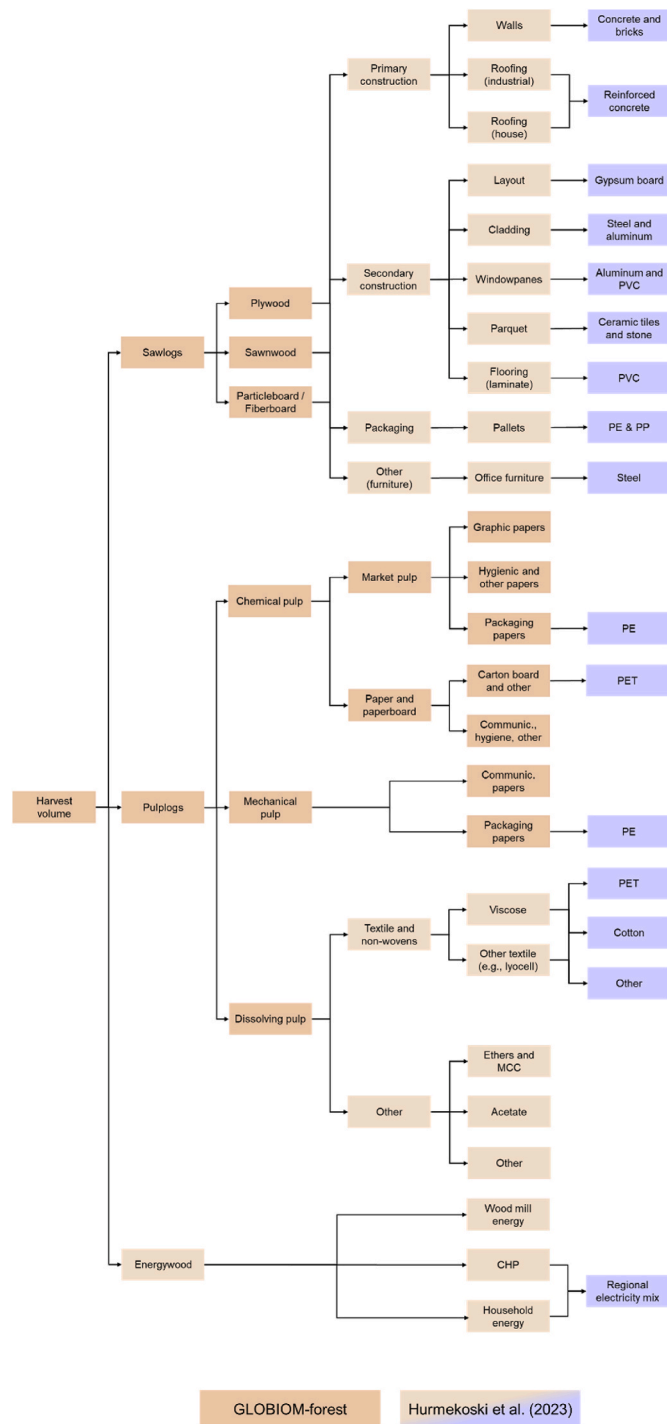 Walls
Concrete and
bricks
Primary
construction
Roofing
(industrial)
Reinforced
concrete
Roofing
(house)
Layout
Gypsum board
Cladding
Steel and
aluminum
Secondary
construction
Windowpanes
Aluminum and
PVC
Plywood
Parquet
Ceramic tiles
and stone
Sawlogs
Sawnwood
Flooring
(laminate)
PVC
Particleboard /
Fiberboard
Packaging
Pallets
PE & PP
Other
(furniture)
Office furniture
Steel
Graphic papers
Chemical pulp
Market pulp
Hygienic and
other papers
Packaging
papers
PE
Paper and
paperboard
Carton board
and other
PET
Communic.,
hygiene, other
Harvest
volume
Pulplogs
Mechanical
pulp
Communic.
papers
Packaging
papers
PE
Textile and
non-wovens
Viscose
PET
Cotton
Other textile
(e.g., lyocell)
Other
Dissolving pulp
Ethers and
MCC
Other
Acetate
Other
Wood mill
energy
Energywood
CHP
Regional
electricity mix
Household
energy
GLOBIOM-forest
Hurmekoski et al. (2023)